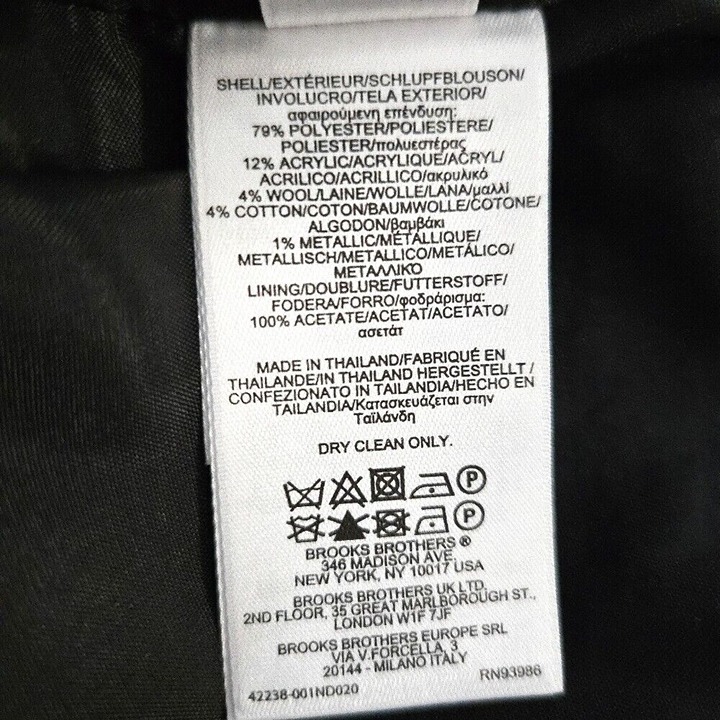 SHELL/EXTÉRIEUR/SCHLUPFBLOUSON/
INVOLUCRO/TELA EXTERIOR/
αφαιρούμενη επένδυση:
79% POLYESTER/POLIESTERE/
POLIESTER/πολυεστέρας
12% ACRYLIC/ACRYLIQUE/ACRYL/
ACRILICO/ACRILLICO/ακρυλικό
4% WOOL/LAINE/WOLLE/LANA/μαλλί
4% COTTON/COTON/BAUMWOLLE/COTONE/
ALGODON/βαμβάκι
1% METALLIC/MÉTALLIQUE/
METALLISCH/METALLICO/METÁLICO/
ΜΕΤΑΛΛΙΚΌ
LINING/DOUBLURE/FUTTERSTOFF/
FODERA/FORRO/φοδράρισμα:
100% ACETATE/ACETAT/ACETATO/
ασετάτ
MADE IN THAILAND/FABRIQUÉ EN
THAILANDE/IN THAILAND HERGESTELLT /
CONFEZIONATO IN TAILANDIA/HECHO EN
TAILANDIA/Κατασκευάζεται στην
Ταϊλάνδη
DRY CLEAN ONLY.
P
P
BROOKS BROTHERS ®
346 MADISON AVE.
NEW YORK, NY 10017 USA
BROOKS BROTHERS UK LTD.
2ND FLOOR, 35 GREAT MARLBOROUGH ST.,
LONDON W1F 7JF
BROOKS BROTHERS EUROPE SRL
VIA V.FORCELLA, 3
20144 - MILANO ITALY
RN93986
42238-001ND020